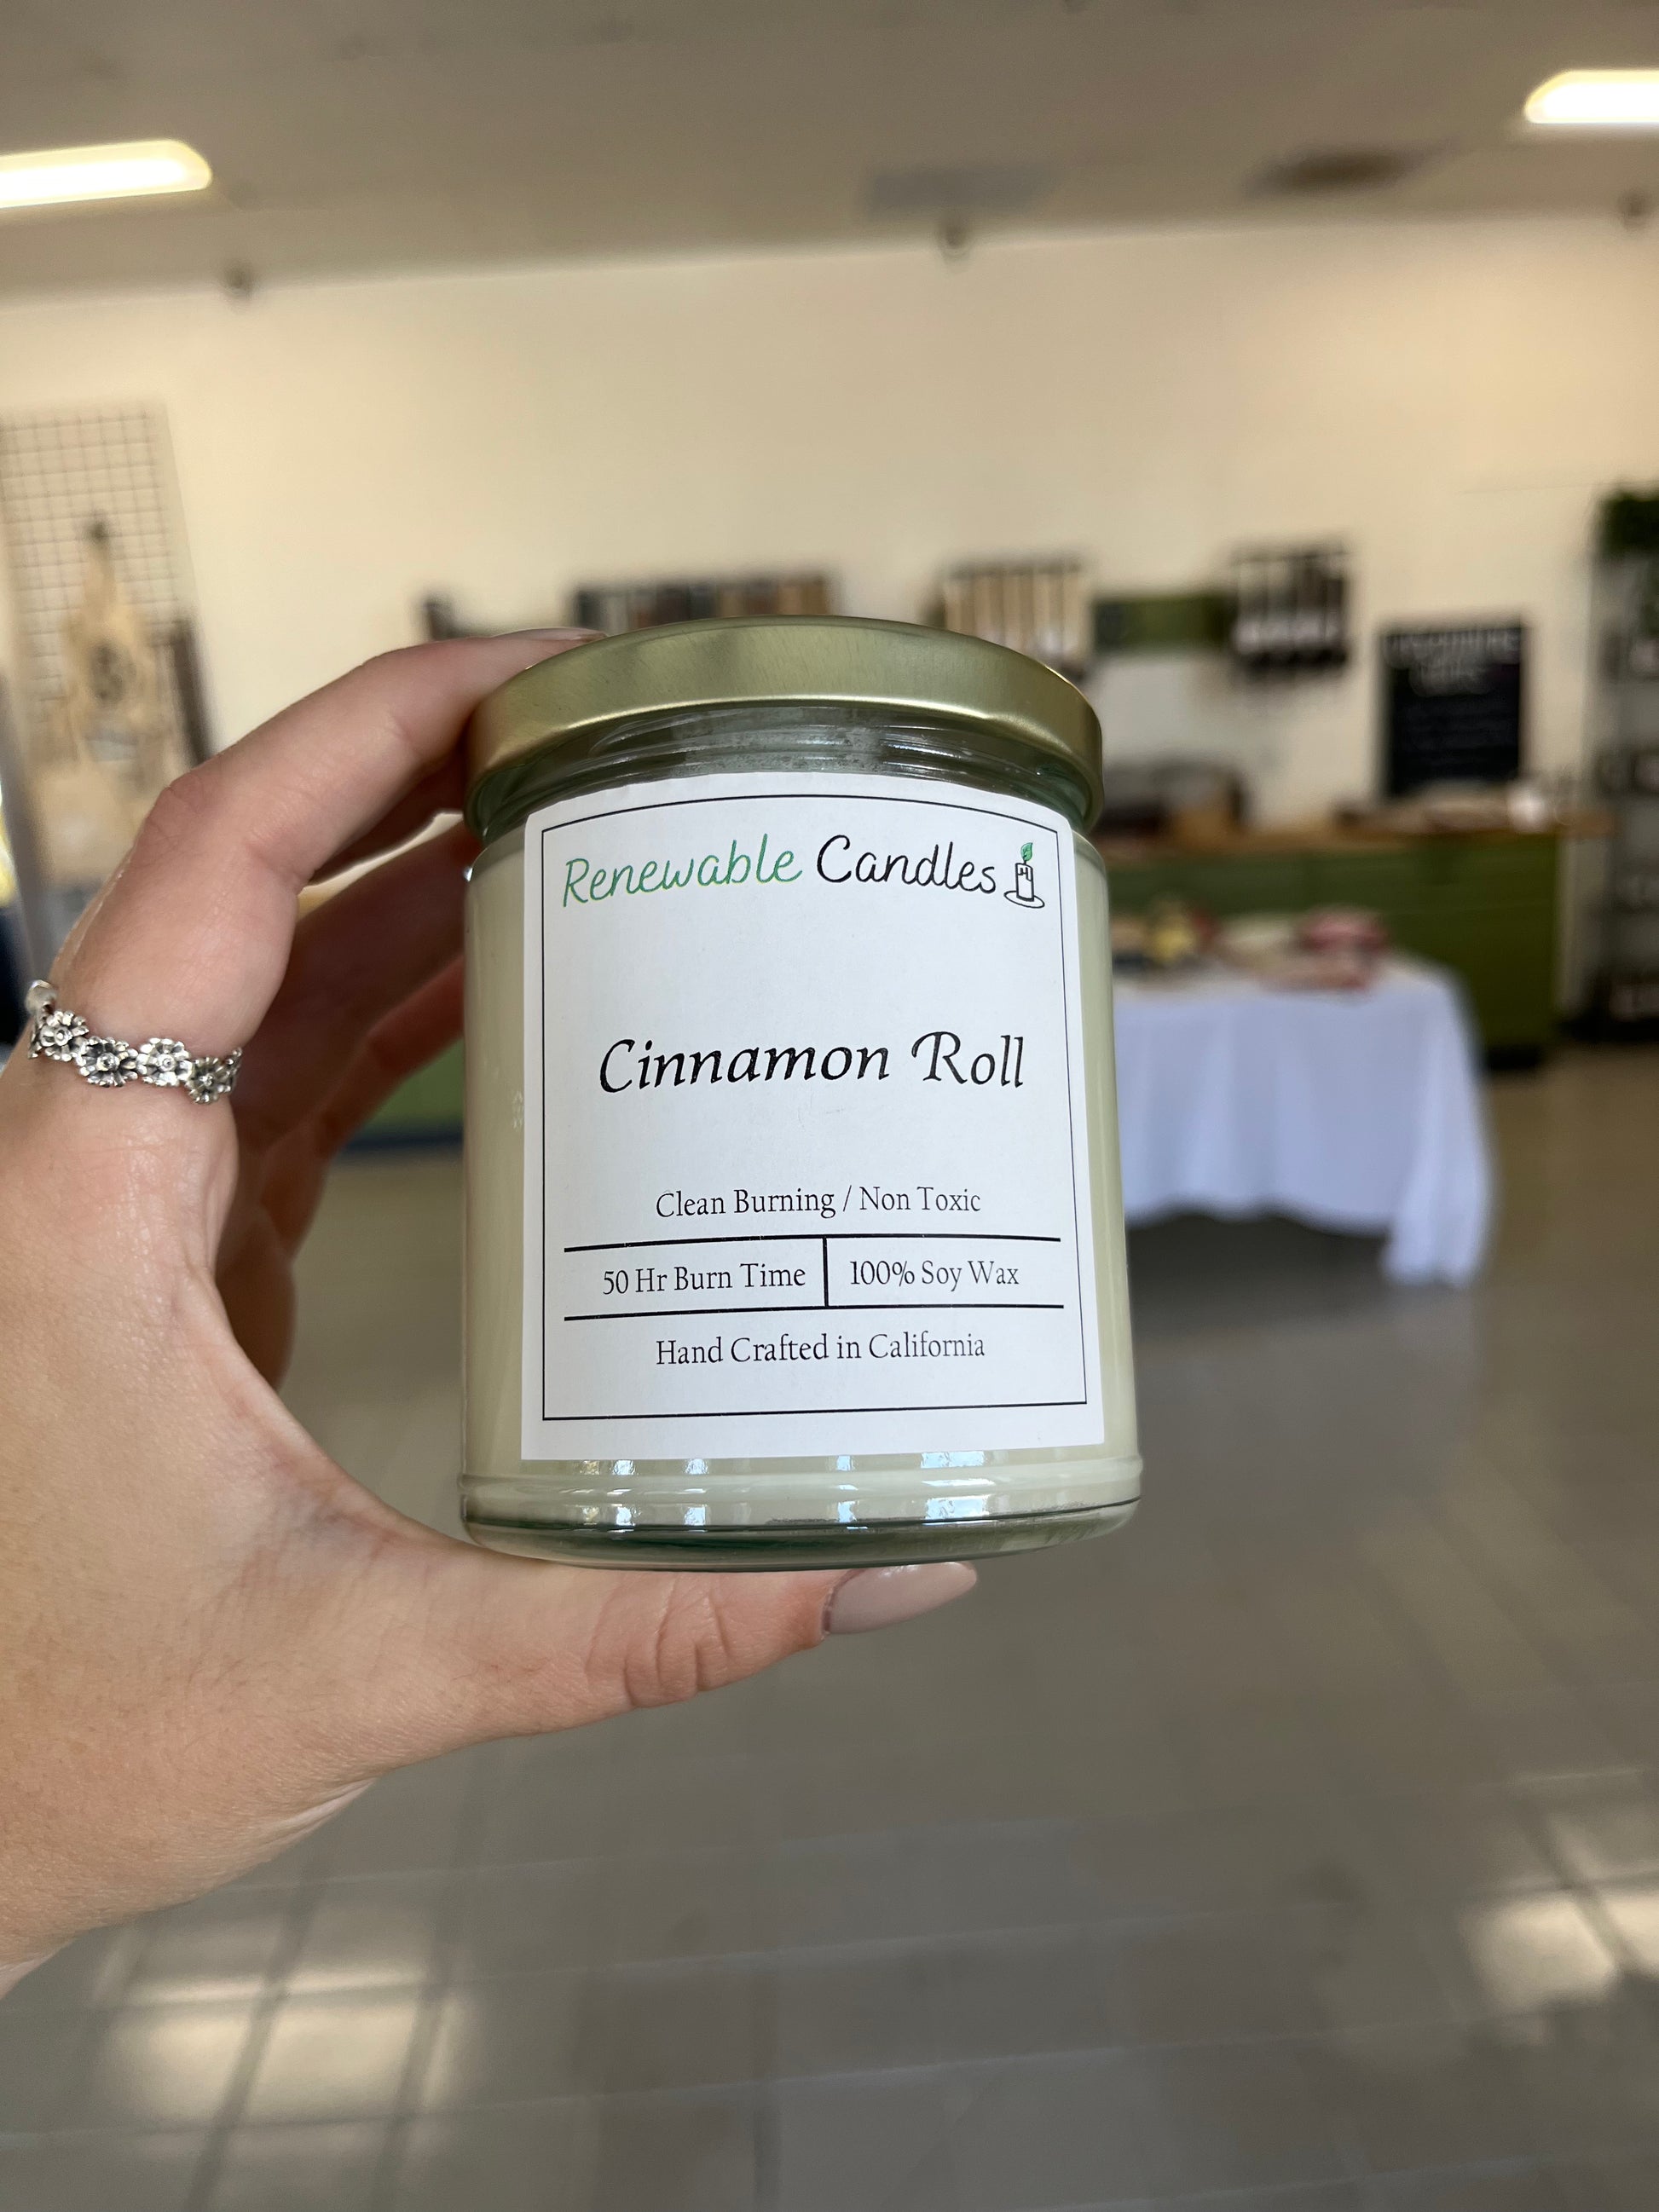 Renewable Candles
Cinnamon Roll
Clean Burning / Non Toxic
50 Hr Burn Time
100% Soy Wax
Hand Crafted in California